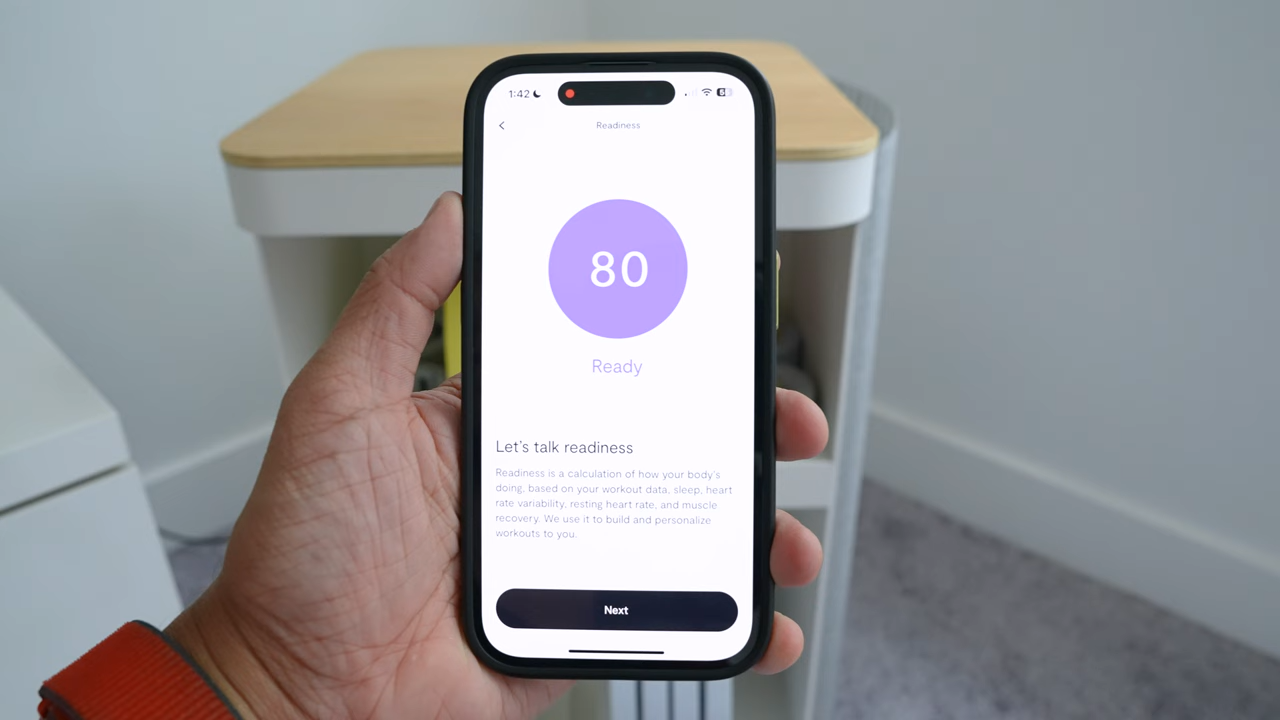 1:42
Readiness
80
Ready
Let's talk readiness
Readiness is a calculation of how your body's
doing, based on your workout data, sleep, heart
rate variability, resting heart rate, and muscle
recovery. We use it to build and personalize
workouts to you.
Next